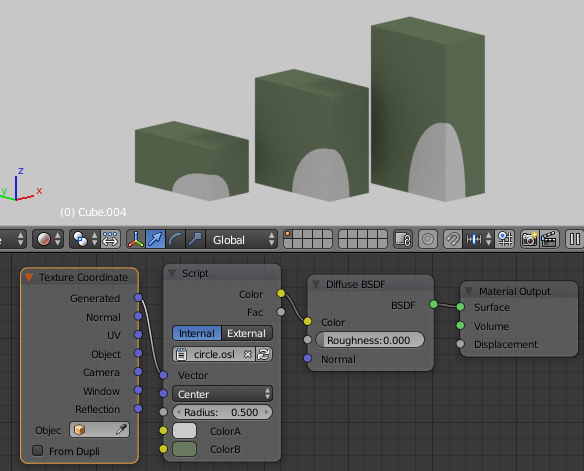 z
y
x
(0) Cube.004
e
Global
Texture Coordinate
Generated
Normal
UV
Object
Camera
Window
Reflection
Objec
From Dupli
Script
Color
Fac
Internal External
circle.osl
Vector
Center
Radius: 0.500
ColorA
ColorB
Diffuse BSDF
BSDF
Color
Roughness:0.000
Normal
Material Output
Surface
Volume
Displacement